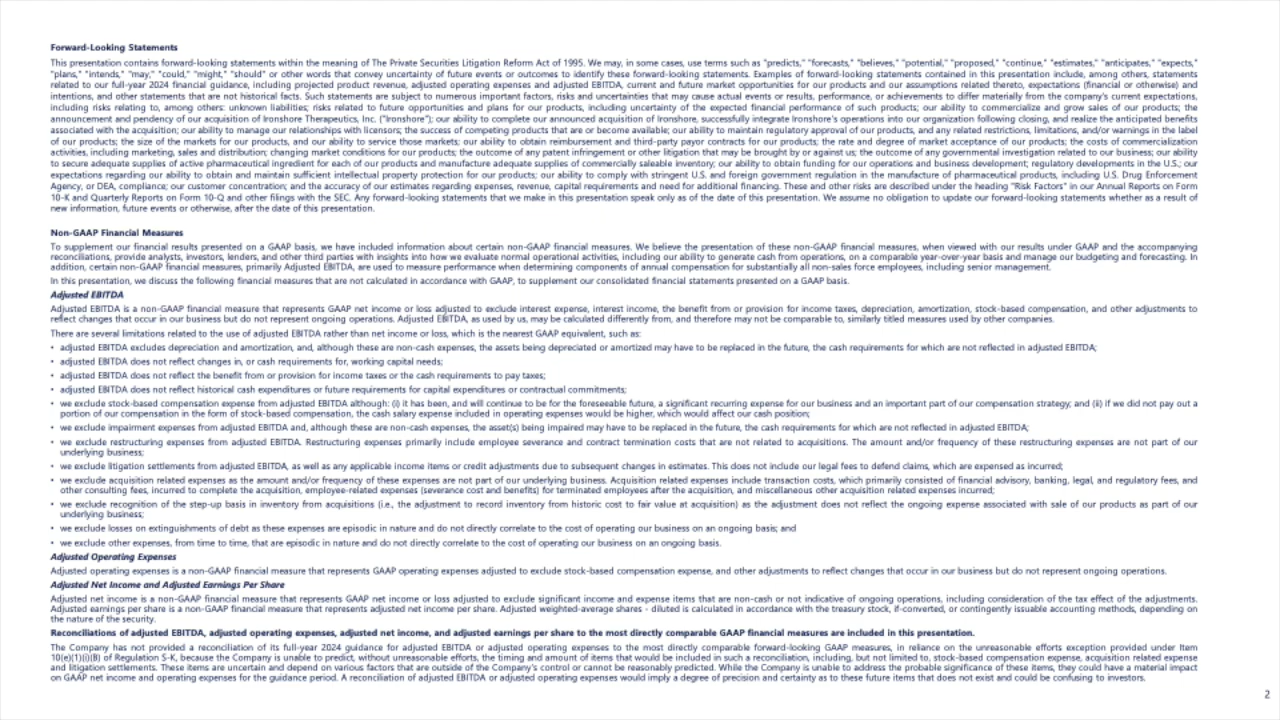 Forward-Looking Statements
This presentation contains forward-looking statements within the meaning of The Private Securities Litigation Reform Act of 1995. We may, in some cases, use terms such as "predicts," "forecasts," "believes," "potential," "proposed," "continue," "estimates," "anticipates," "expects,"
"plans," "intends," "may," "could," "might," "should" or other words that convey uncertainty of future events or outcomes to identify these forward-looking statements. Examples of forward-looking statements contained in this presentation include, among others, statements
related to our full-year 2024 financial guidance, including projected product revenue, adjusted operating expenses and adjusted EBITDA, current and future market opportunities for our products and our assumptions related thereto, expectations (financial or otherwise) and
intentions, and other statements that are not historical facts. Such statements are subject to numerous important factors, risks and uncertainties that may cause actual events or results, performance, or achievements to differ materially from the company's current expectations,
including risks relating to, among others: unknown liabilities; risks related to future opportunities and plans for our products, including uncertainty of the expected financial performance of such products; our ability to commercialize and grow sales of our products; the
announcement and pendency of our acquisition of Ironshore Therapeutics, Inc. ("Ironshore"); our ability to complete our announced acquisition of Ironshore, successfully integrate Ironshore's operations into our organization following closing, and realize the anticipated benefits
associated with the acquisition; our ability to manage our relationships with licensors; the success of competing products that are or become available; our ability to maintain regulatory approval of our products, and any related restrictions, limitations, and/or warnings in the label
of our products; the size of the markets for our products, and our ability to service those markets; our ability to obtain reimbursement and third-party payor contracts for our products; the rate and degree of market acceptance of our products; the costs of commercialization
activities, including marketing, sales and distribution; changing market conditions for our products; the outcome of any patent infringement or other litigation that may be brought by or against us; the outcome of any governmental investigation related to our business; our ability
to secure adequate supplies of active pharmaceutical ingredient for each of our products and manufacture adequate supplies of commercially saleable inventory; our ability to obtain funding for our operations and business development; regulatory developments in the U.S.; our
expectations regarding our ability to obtain and maintain sufficient intellectual property protection for our products; our ability to comply with stringent U.S. and foreign government regulation in the manufacture of pharmaceutical products, including U.S. Drug Enforcement
Agency, or DEA, compliance; our customer concentration; and the accuracy of our estimates regarding expenses, revenue, capital requirements and need for additional financing. These and other risks are described under the heading "Risk Factors" in our Annual Reports on Form
10-K and Quarterly Reports on Form 10-Q and other filings with the SEC. Any forward-looking statements that we make in this presentation speak only as of the date of this presentation. We assume no obligation to update our forward-looking statements whether as a result of
new information, future events or otherwise, after the date of this presentation.
Non-GAAP Financial Measures
To supplement our financial results presented on a GAAP basis, we have included information about certain non-GAAP financial measures. We believe the presentation of these non-GAAP financial measures, when viewed with our results under GAAP and the accompanying
reconciliations, provide analysts, investors, lenders, and other third parties with insights into how we evaluate normal operational activities, including our ability to generate cash from operations, on a comparable year-over-year basis and manage our budgeting and forecasting. In
addition, certain non-GAAP financial measures, primarily Adjusted EBITDA, are used to measure performance when determining components of annual compensation for substantially all non-sales force employees, including senior management.
In this presentation, we discuss the following financial measures that are not calculated in accordance with GAAP, to supplement our consolidated financial statements presented on a GAAP basis.
Adjusted EBITDA
Adjusted EBITDA is a non-GAAP financial measure that represents GAAP net income or loss adjusted to exclude interest expense, interest income, the benefit from or provision for income taxes, depreciation, amortization, stock-based compensation, and other adjustments to
reflect changes that occur in our business but do not represent ongoing operations. Adjusted EBITDA, as used by us, may be calculated differently from, and therefore may not be comparable to, similarly titled measures used by other companies.
There are several limitations related to the use of adjusted EBITDA rather than net income or loss, which is the nearest GAAP equivalent, such as:
• adjusted EBITDA excludes depreciation and amortization, and, although these are non-cash expenses, the assets being depreciated or amortized may have to be replaced in the future, the cash requirements for which are not reflected in adjusted EBITDA;
• adjusted EBITDA does not reflect changes in, or cash requirements for, working capital needs;
• adjusted EBITDA does not reflect the benefit from or provision for income taxes or the cash requirements to pay taxes;
• adjusted EBITDA does not reflect historical cash expenditures or future requirements for capital expenditures or contractual commitments;
• we exclude stock-based compensation expense from adjusted EBITDA although: (i) it has been, and will continue to be for the foreseeable future, a significant recurring expense for our business and an important part of our compensation strategy; and (ii) if we did not pay out a
portion of our compensation in the form of stock-based compensation, the cash salary expense included in operating expenses would be higher, which would affect our cash position;
• we exclude impairment expenses from adjusted EBITDA and, although these are non-cash expenses, the asset(s) being impaired may have to be replaced in the future, the cash requirements for which are not reflected in adjusted EBITDA;
• we exclude restructuring expenses from adjusted EBITDA. Restructuring expenses primarily include employee severance and contract termination costs that are not related to acquisitions. The amount and/or frequency of these restructuring expenses are not part of our
underlying business;
• we exclude litigation settlements from adjusted EBITDA, as well as any applicable income items or credit adjustments due to subsequent changes in estimates. This does not include our legal fees to defend claims, which are expensed as incurred;
• we exclude acquisition related expenses as the amount and/or frequency of these expenses are not part of our underlying business. Acquisition related expenses include transaction costs, which primarily consisted of financial advisory, banking, legal, and regulatory fees, and
other consulting fees, incurred to complete the acquisition, employee-related expenses (severance cost and benefits) for terminated employees after the acquisition, and miscellaneous other acquisition related expenses incurred;
• we exclude recognition of the step-up basis in inventory from acquisitions (i.e., the adjustment to record inventory from historic cost to fair value at acquisition) as the adjustment does not reflect the ongoing expense associated with sale of our products as part of our
underlying business;
• we exclude losses on extinguishments of debt as these expenses are episodic in nature and do not directly correlate to the cost of operating our business on an ongoing basis; and
• we exclude other expenses, from time to time, that are episodic in nature and do not directly correlate to the cost of operating our business on an ongoing basis.
Adjusted Operating Expenses
Adjusted operating expenses is a non-GAAP financial measure that represents GAAP operating expenses adjusted to exclude stock-based compensation expense, and other adjustments to reflect changes that occur in our business but do not represent ongoing operations.
Adjusted Net Income and Adjusted Earnings Per Share
Adjusted net income is a non-GAAP financial measure that represents GAAP net income or loss adjusted to exclude significant income and expense items that are non-cash or not indicative of ongoing operations, including consideration of the tax effect of the adjustments.
Adjusted earnings per share is a non-GAAP financial measure that represents adjusted net income per share. Adjusted weighted-average shares - diluted is calculated in accordance with the treasury stock, if-converted, or contingently issuable accounting methods, depending on
the nature of the security.
Reconciliations of adjusted EBITDA, adjusted operating expenses, adjusted net income, and adjusted earnings per share to the most directly comparable GAAP financial measures are included in this presentation.
The Company has not provided a reconciliation of its full-year 2024 guidance for adjusted EBITDA or adjusted operating expenses to the most directly comparable forward-looking GAAP measures, in reliance on the unreasonable efforts exception provided under Item
10(e)(1)(i)(B) of Regulation S-K, because the Company is unable to predict, without unreasonable efforts, the timing and amount of items that would be included in such a reconciliation, including, but not limited to, stock-based compensation expense, acquisition related expense
and litigation settlements. These items are uncertain and depend on various factors that are outside of the Company's control or cannot be reasonably predicted. While the Company is unable to address the probable significance of these items, they could have a material impact
on GAAP net income and operating expenses for the guidance period. A reconciliation of adjusted EBITDA or adjusted operating expenses would imply a degree of precision and certainty as to these future items that does not exist and could be confusing to investors.
2